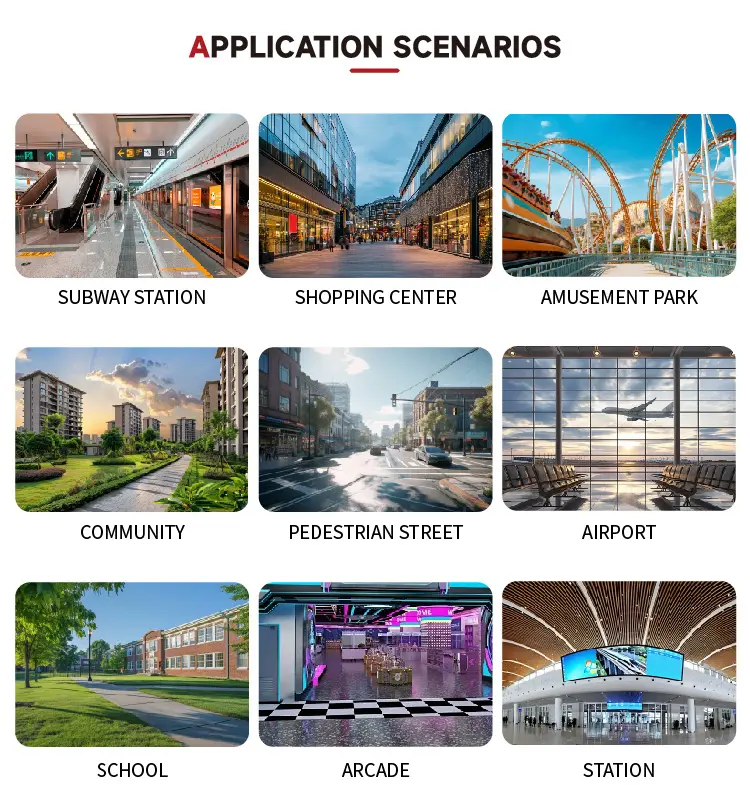 APPLICATION SCENARIOS
SUBWAY STATION
SHOPPING CENTER
AMUSEMENT PARK
COMMUNITY
PEDESTRIAN STREET
AIRPORT
SCHOOL
ARCADE
STATION